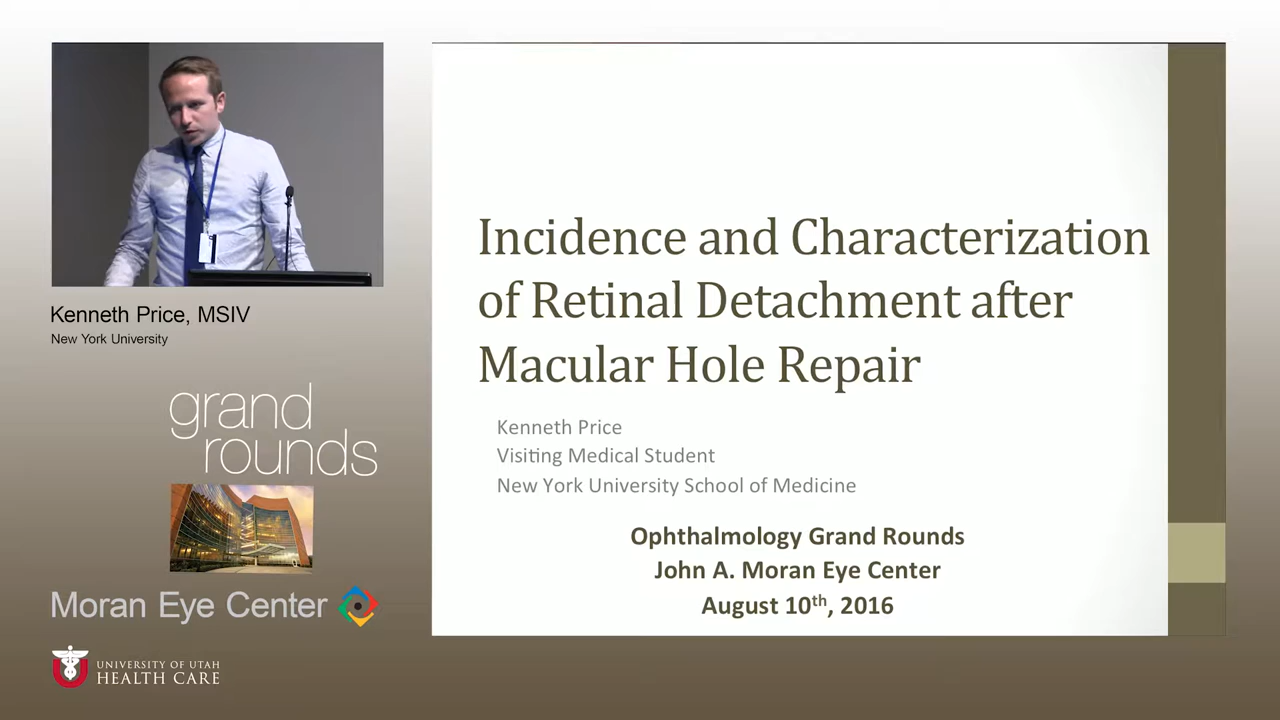 Kenneth Price, MSIV
New York University
grand
rounds
Moran Eye Center
UNIVERSITY OF UTAH
HEALTH CARE
Incidence and Characterization
of Retinal Detachment after
Macular Hole Repair
Kenneth Price
Visiting Medical Student
New York University School of Medicine
Ophthalmology Grand Rounds
John A. Moran Eye Center
August 10th, 2016